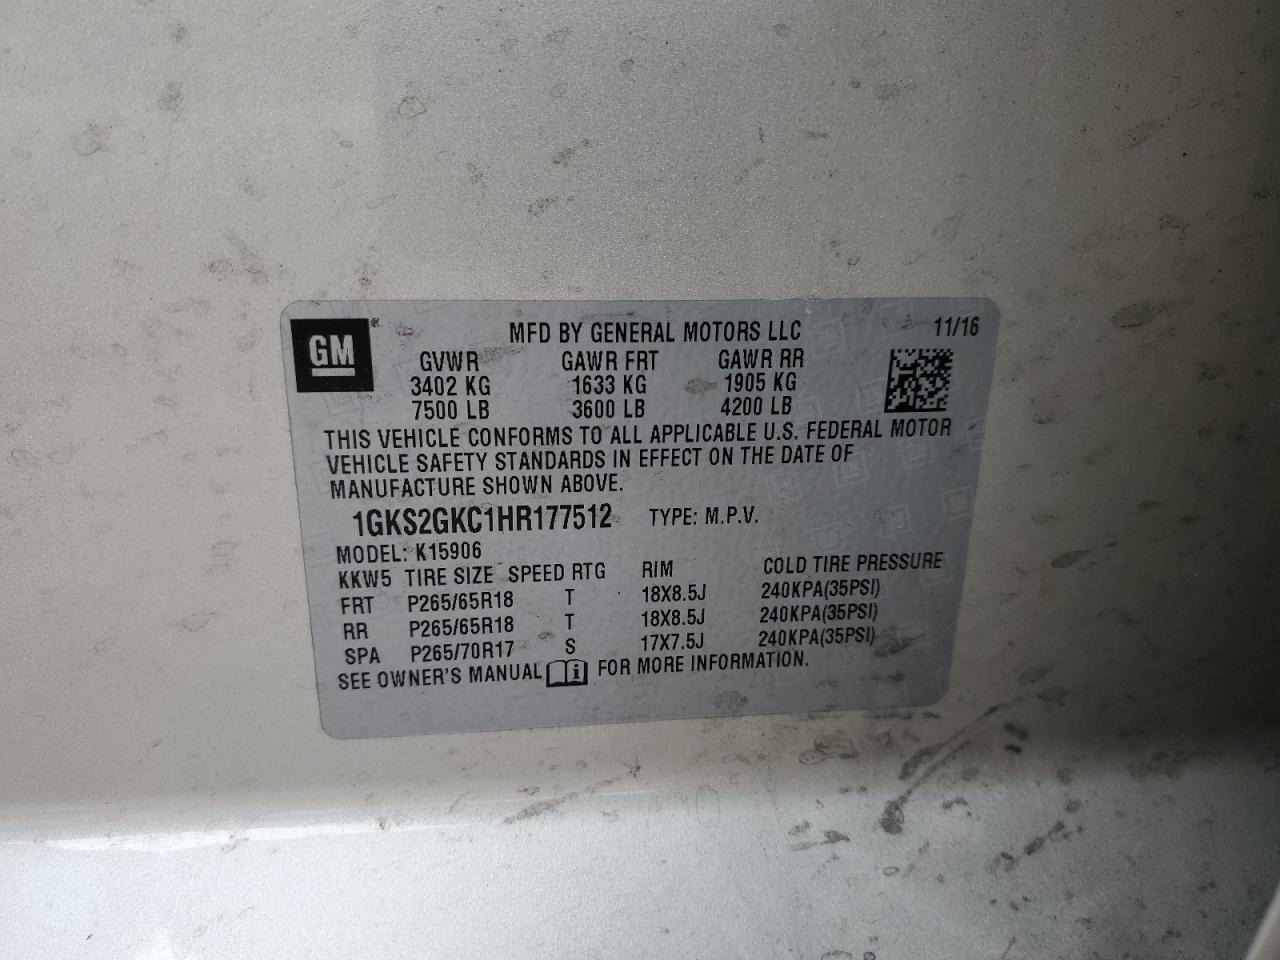 GM ®
MFD BY GENERAL MOTORS LLC 11/16
GVWR GAWR FRT GAWR RR
3402 KG 1633 KG 1905 KG
7500 LB 3600 LB 4200 LB
THIS VEHICLE CONFORMS TO ALL APPLICABLE U.S. FEDERAL MOTOR
VEHICLE SAFETY STANDARDS IN EFFECT ON THE DATE OF
MANUFACTURE SHOWN ABOVE.
1GKS2GKC1HR177512 TYPE: M.P.V.
MODEL: K15906
KKW5 TIRE SIZE SPEED RTG RIM COLD TIRE PRESSURE
FRT P265/65R18 T 18X8.5J 240KPA(35PSI)
RR P265/65R18 T 18X8.5J 240KPA(35PSI)
SPA P265/70R17 S 17X7.5J 240KPA(35PSI)
SEE OWNER'S MANUAL i FOR MORE INFORMATION.